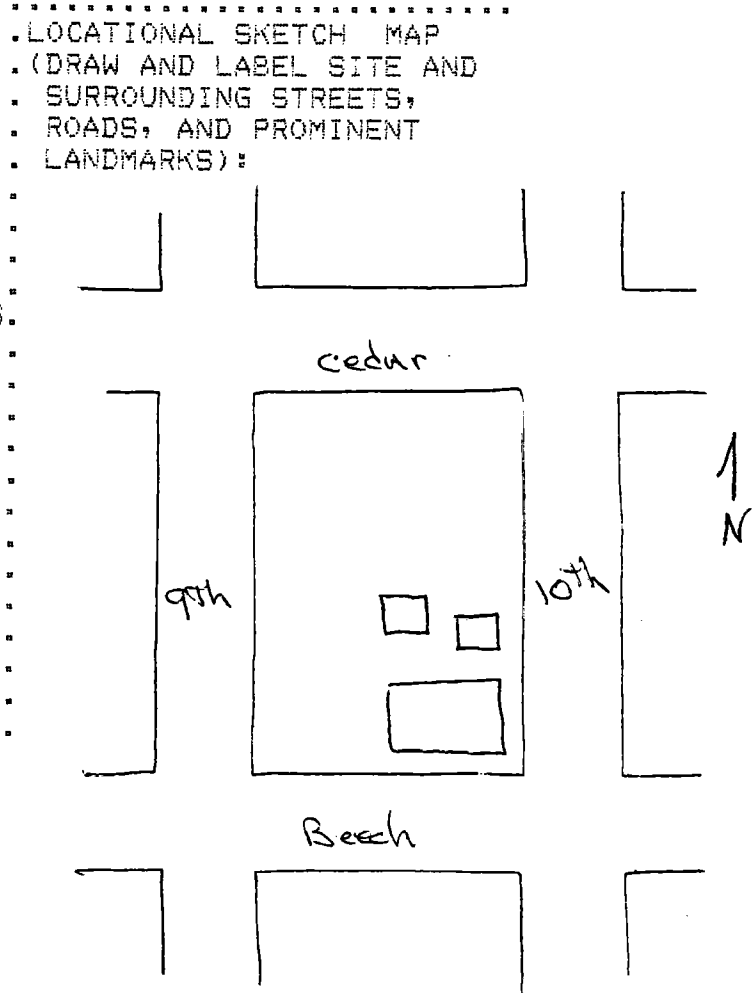 LOCATIONAL SKETCH MAP
(DRAW AND LABEL SITE AND
SURROUNDING STREETS,
ROADS, AND PROMINENT
LANDMARKS):
cedar
N
9th
10th
Beech